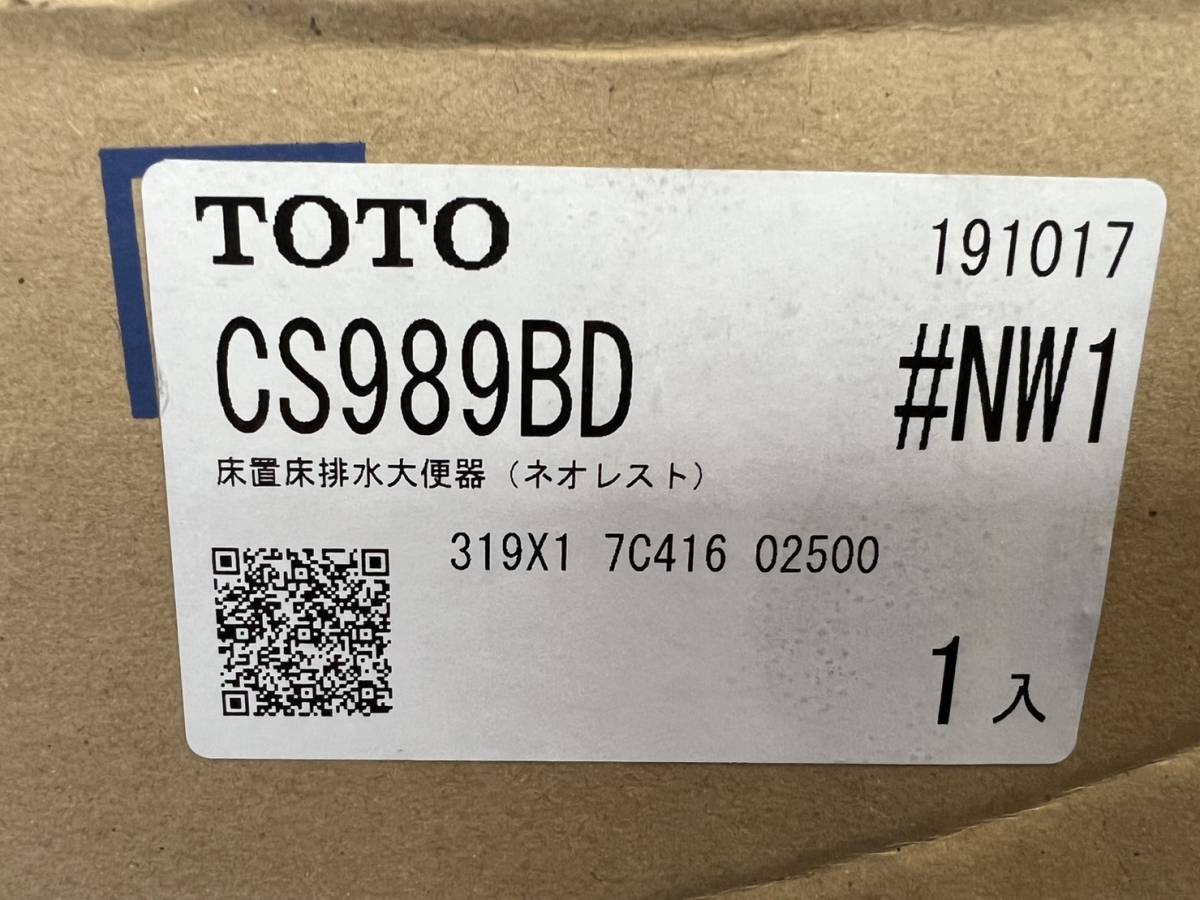 TOTO
191017
CS989BD
#NW1
床置床排水大便器（ネオレスト）
319X1 7C416 02500
1入